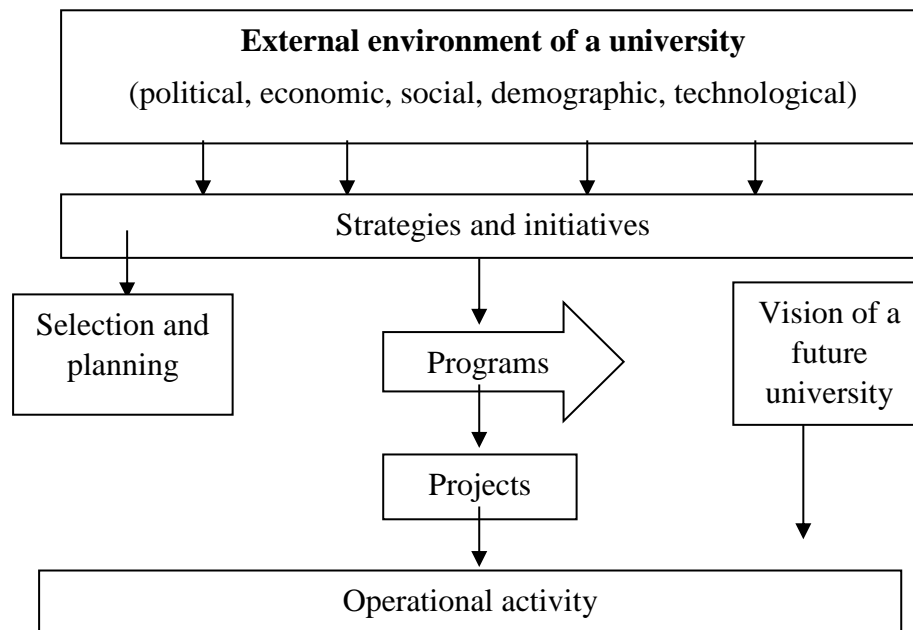 External environment of a university
(political, economic, social, demographic, technological)
Strategies and initiatives
Selection and
planning
Programs
Vision of a
future
university
Projects
Operational activity